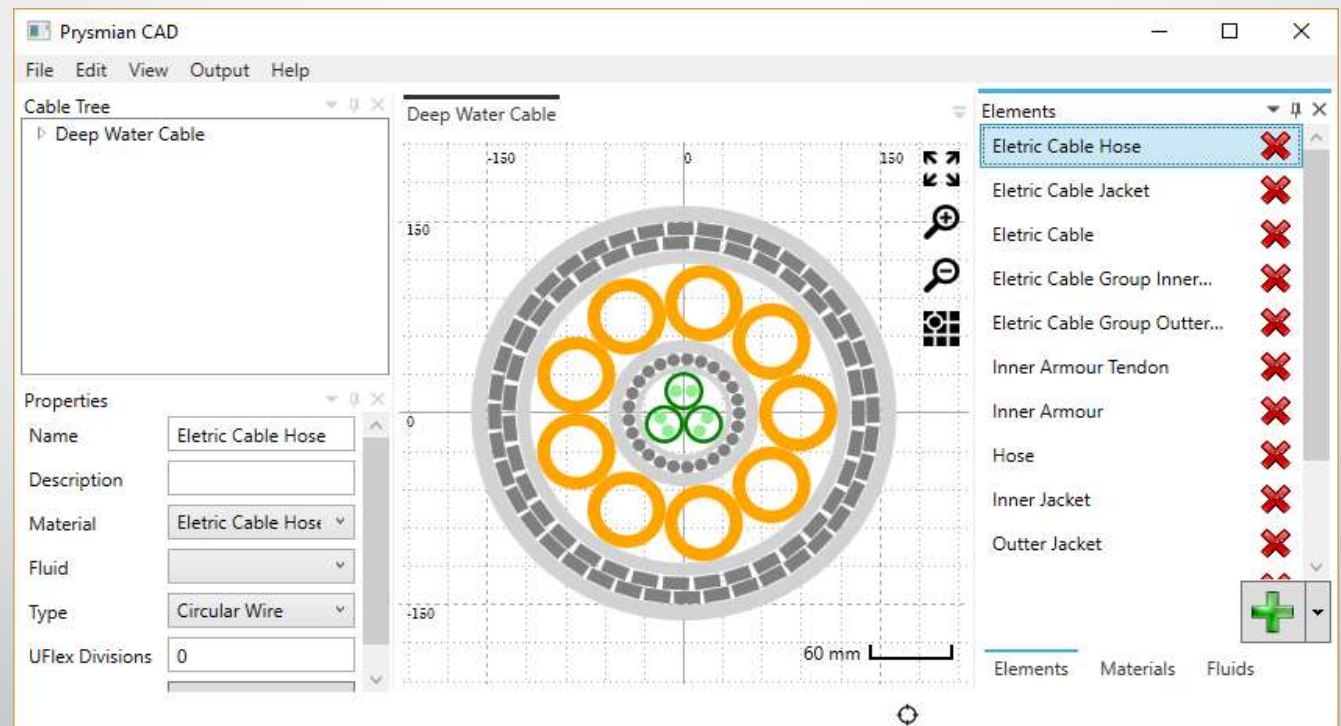 Prysmian CAD
File Edit View Output Help
Cable Tree
Deep Water Cable
Properties
Name Eletric Cable Hose
Description
Material Eletric Cable Hose
Fluid
Type Circular Wire
UFlex Divisions 0
Deep Water Cable
-150 0 150
150
0
-150
60 mm
Elements
Eletric Cable Hose
Eletric Cable Jacket
Eletric Cable
Eletric Cable Group Inner...
Eletric Cable Group Outter...
Inner Armour Tendon
Inner Armour
Hose
Inner Jacket
Outter Jacket
Elements Materials Fluids